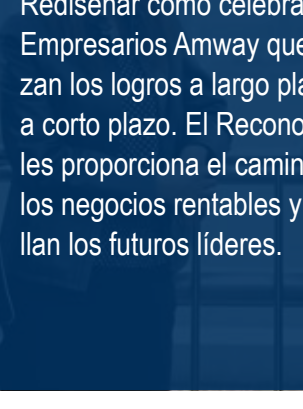 Rediseñar cómo celebra
Empresarios Amway que
zan los logros a largo pla
a corto plazo. El Recono
les proporciona el camin
los negocios rentables y
llan los futuros líderes.